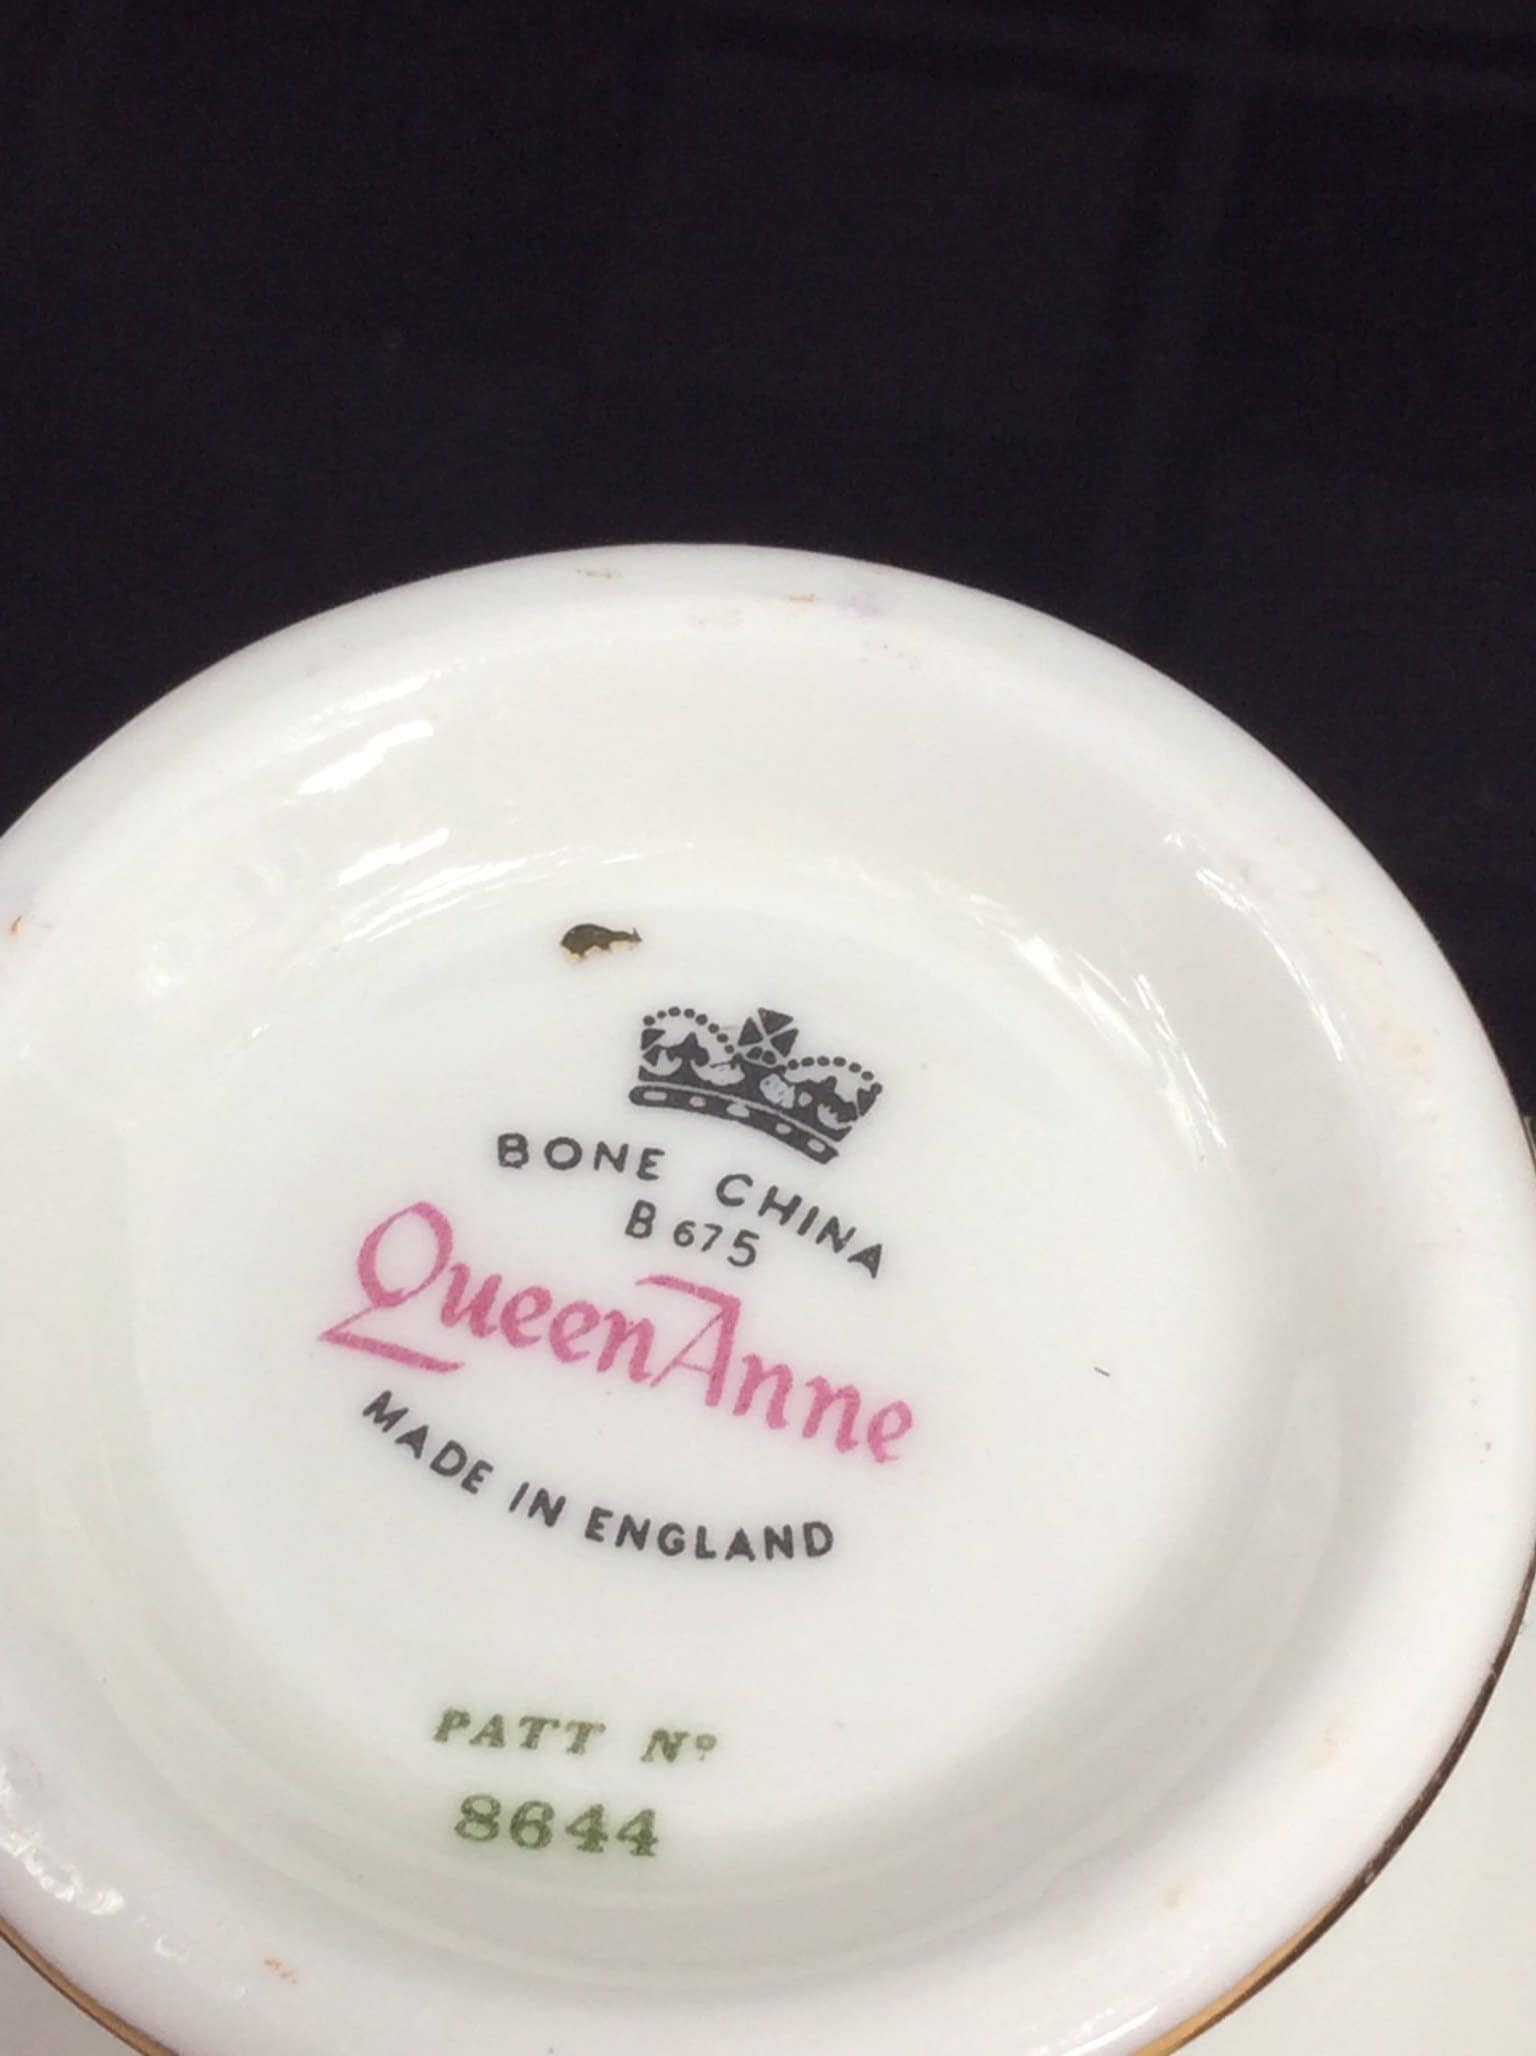 BONE CHINA
B 675
Queen Anne
MADE IN ENGLAND
PATT Nº
8644